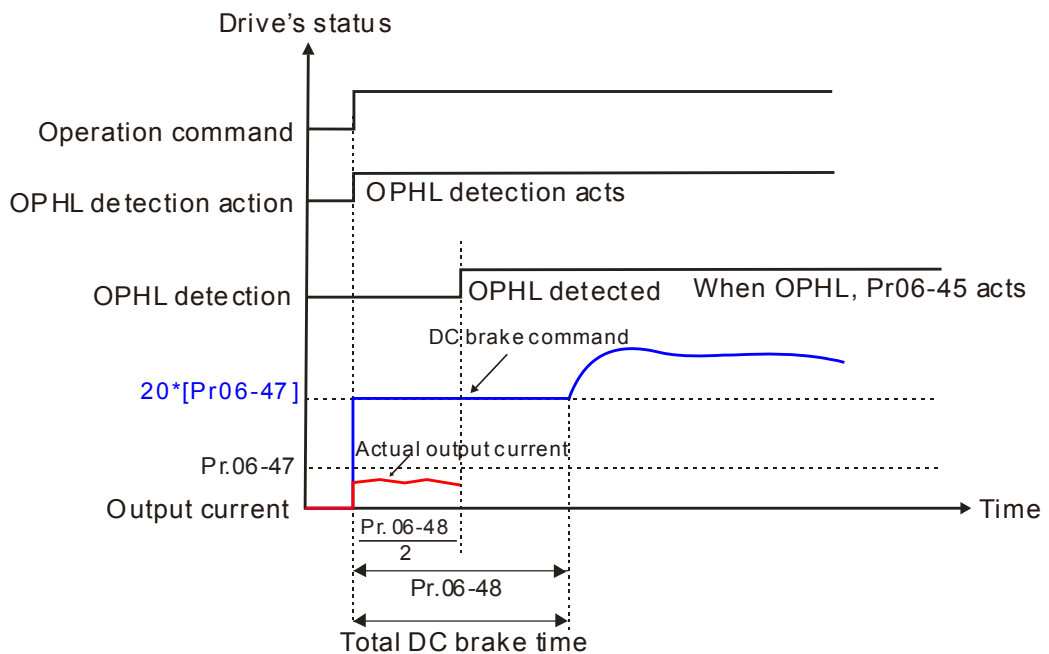 Drive's status
Operation command
OPHL detection action
OPHL detection acts
OPHL detection
OPHL detected
When OPHL, Pr06-45 acts
DC brake command
20*[Pr06-47]
Actual output current
Pr.06-47
Output current
Time
Pr. 06-48
2
Pr.06-48
Total DC brake time